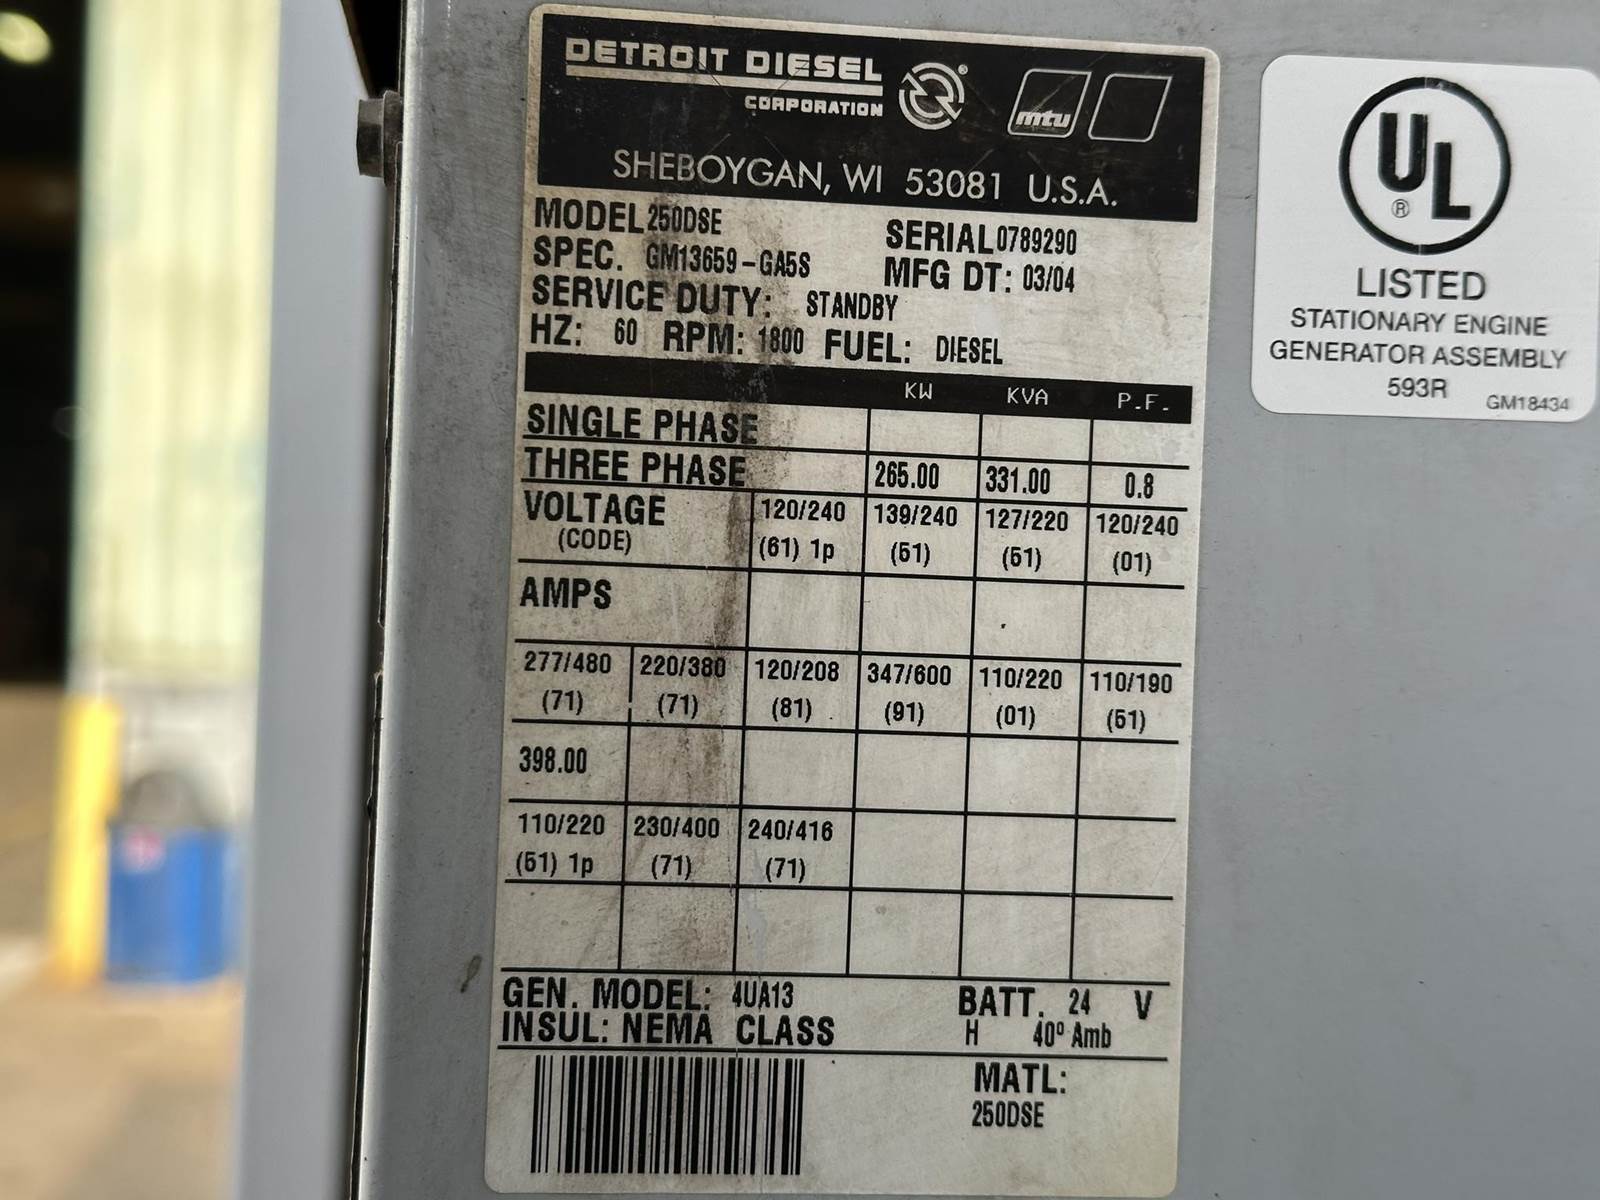 DETROIT DIESEL
CORPORATION
®
mtu
SHEBOYGAN, WI 53081 U.S.A.
MODEL 250DSE SERIAL 0789290
SPEC. GM13659-GA5S MFG DT: 03/04
SERVICE DUTY: STANDBY
HZ: 60 RPM: 1800 FUEL: DIESEL
KW KVA P.F.
SINGLE PHASE
THREE PHASE 265.00 331.00 0.8
VOLTAGE 120/240 139/240 127/220 120/240
(CODE) (61) 1p (51) (51) (01)
AMPS
277/480 220/380 120/208 347/600 110/220 110/190
(71) (71) (81) (91) (01) (51)
398.00
110/220 230/400 240/416
(51) 1p (71) (71)
GEN. MODEL: 4UA13 BATT. 24 V
INSUL: NEMA CLASS H 40º Amb
MATL:
250DSE
UL
®
LISTED
STATIONARY ENGINE
GENERATOR ASSEMBLY
593R
GM18434